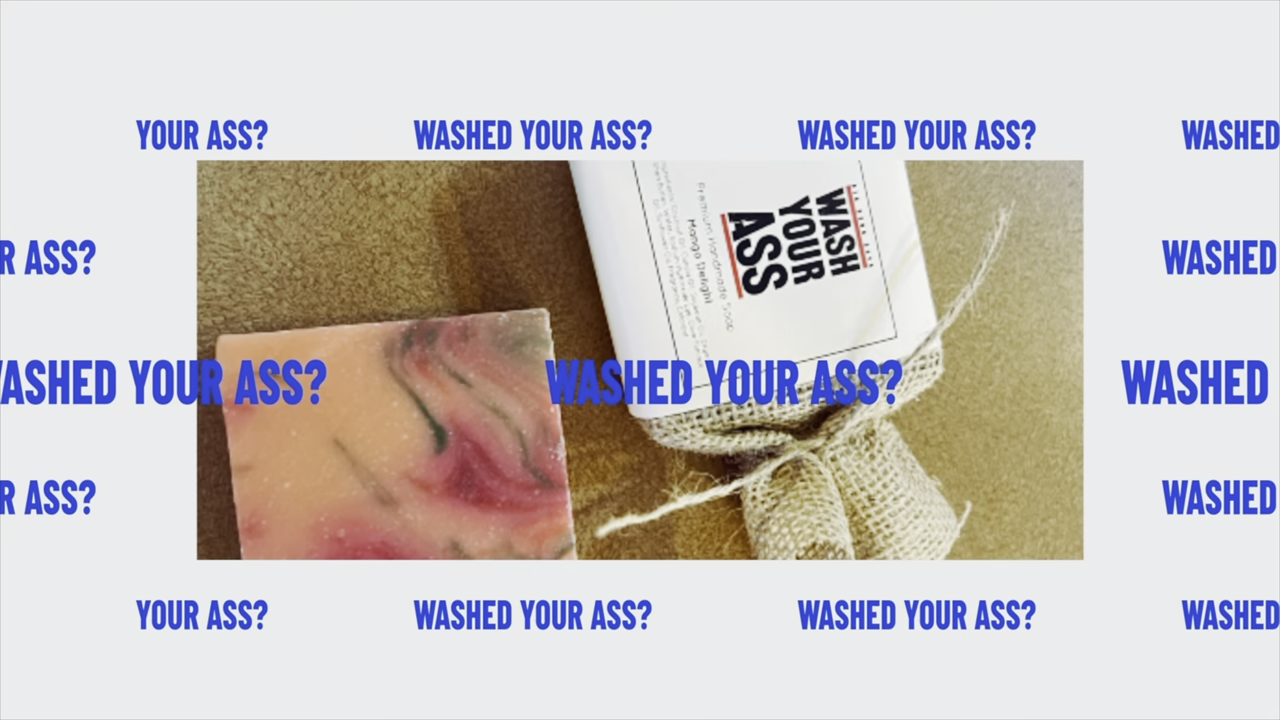 YOUR ASS? WASHED YOUR ASS? WASHED YOUR ASS? WASHED
R ASS? WASHED
WASHED YOUR ASS? WASHED YOUR ASS? WASHED
R ASS? WASHED
YOUR ASS? WASHED YOUR ASS? WASHED YOUR ASS? WASHED
WASH
YOUR
ASS
Premium Handmade Soap
Mango Delight